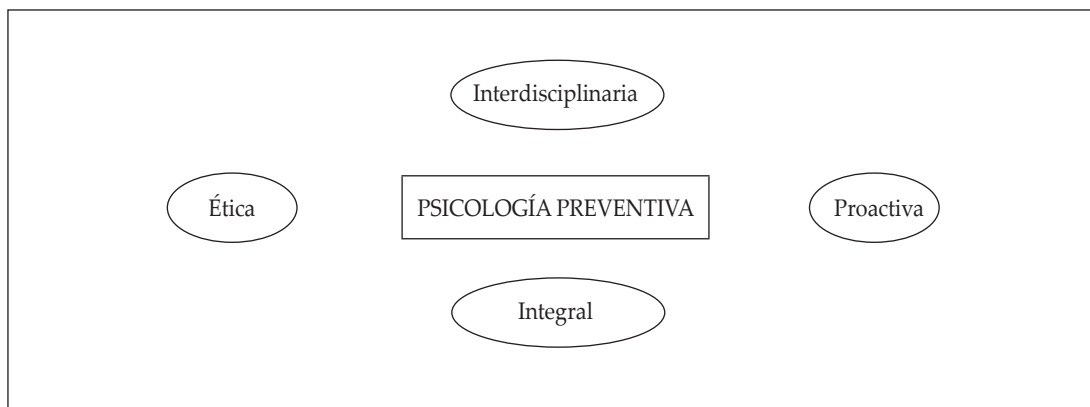 Interdisciplinaria
Ética
PSICOLOGÍA PREVENTIVA
Proactiva
Integral